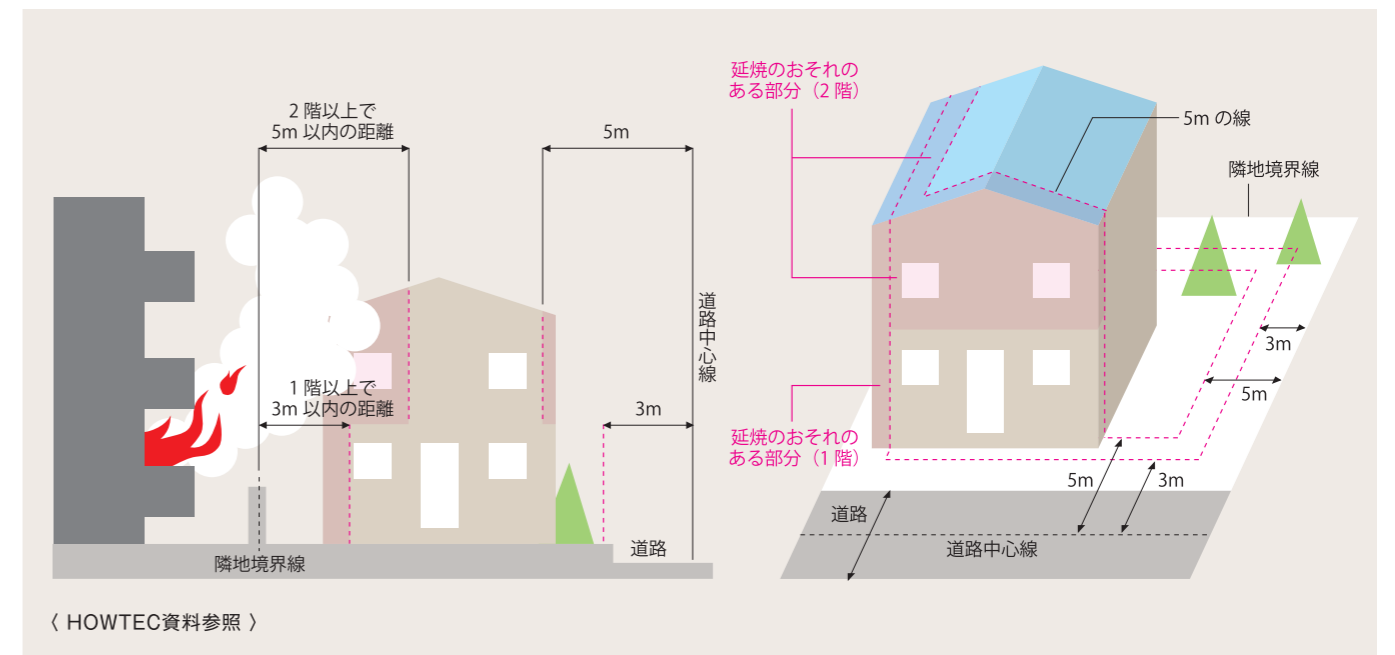 2 階以上で
5m 以内の距離
5m
道路中心線
1 階以上で
3m 以内の距離
3m
隣地境界線
道路
延焼のおそれの
ある部分（2 階）
5m の線
隣地境界線
3m
5m
延焼のおそれの
ある部分（1 階）
5m
3m
道路
道路中心線
〈 HOWTEC資料参照 〉